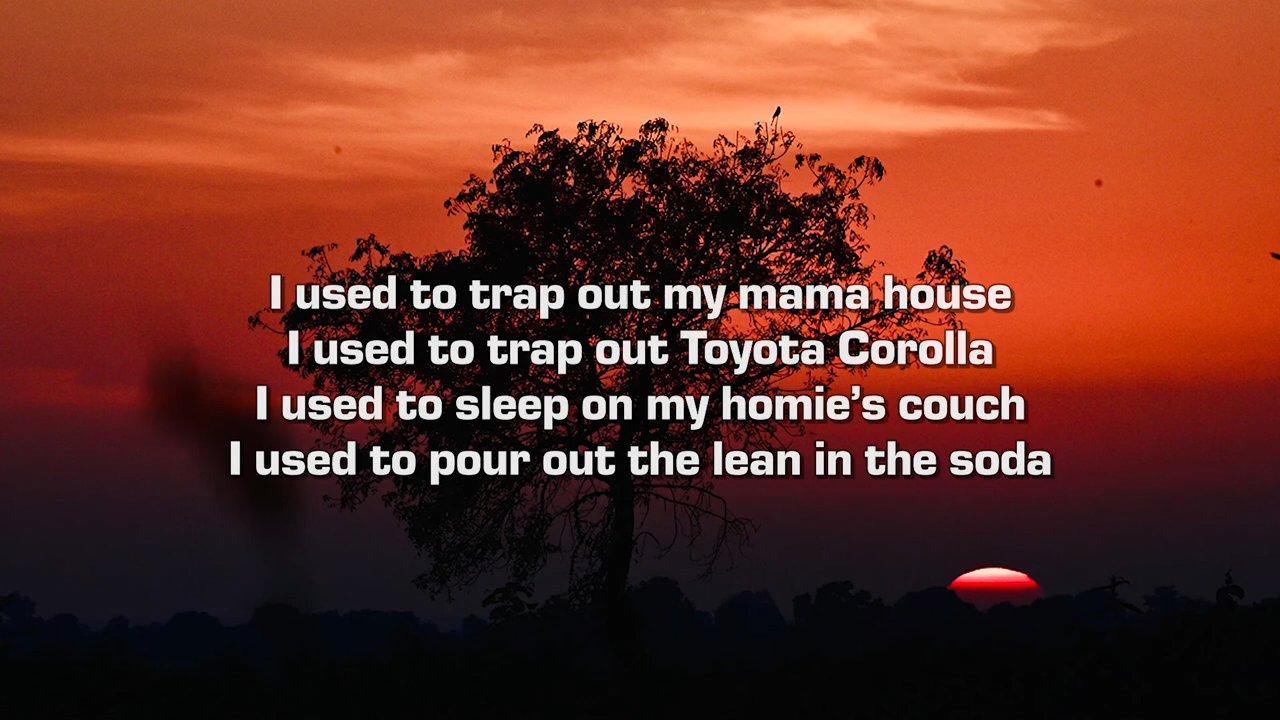 I used to trap out my mama house
I used to trap out Toyota Corolla
I used to sleep on my homie’s couch
I used to pour out the lean in the soda